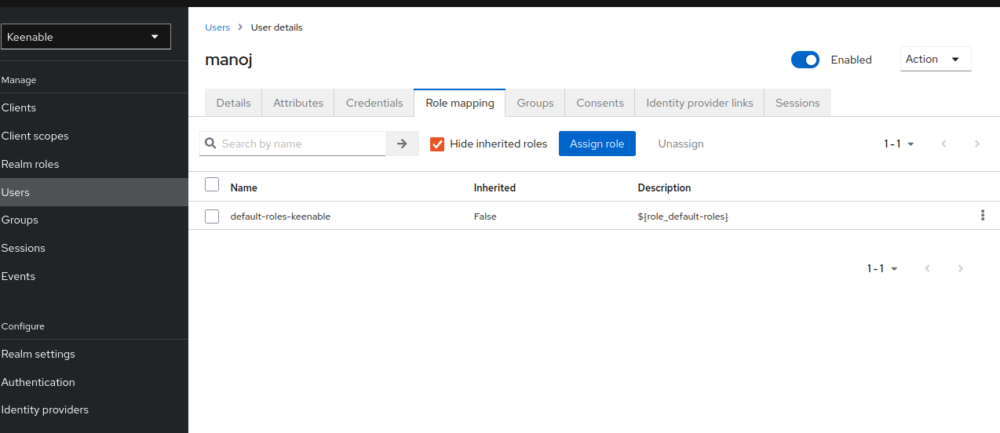 Keenable
Manage
Clients
Client scopes
Realm roles
Users
Groups
Sessions
Events
Configure
Realm settings
Authentication
Identity providers
Users > User details
manoj
Enabled
Action
Details Attributes Credentials Role mapping Groups Consents Identity provider links Sessions
Search by name Hide inherited roles Assign role Unassign 1 - 1
Name Inherited Description
default-roles-keenable False ${role_default-roles}
1 - 1